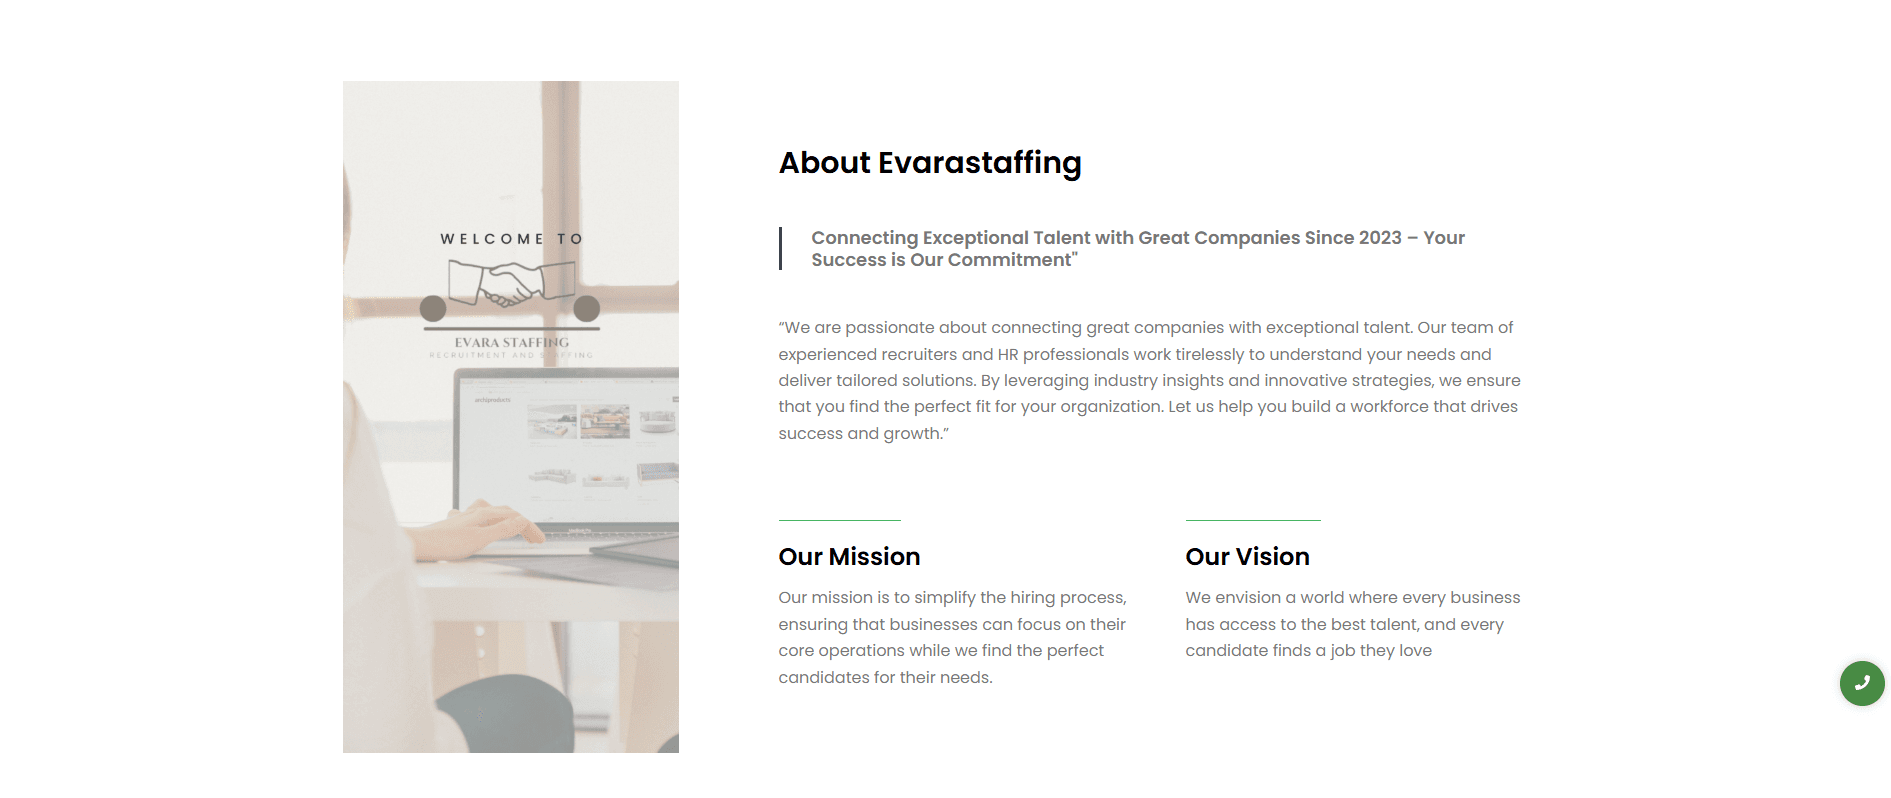 WELCOME TO
EVARA STAFFING
RECRUITMENT AND STAFFING
archiproducts
About Evarastaffing
Connecting Exceptional Talent with Great Companies Since 2023 – Your
Success is Our Commitment"
“We are passionate about connecting great companies with exceptional talent. Our team of
experienced recruiters and HR professionals work tirelessly to understand your needs and
deliver tailored solutions. By leveraging industry insights and innovative strategies, we ensure
that you find the perfect fit for your organization. Let us help you build a workforce that drives
success and growth.”
Our Mission
Our mission is to simplify the hiring process,
ensuring that businesses can focus on their
core operations while we find the perfect
candidates for their needs.
Our Vision
We envision a world where every business
has access to the best talent, and every
candidate finds a job they love